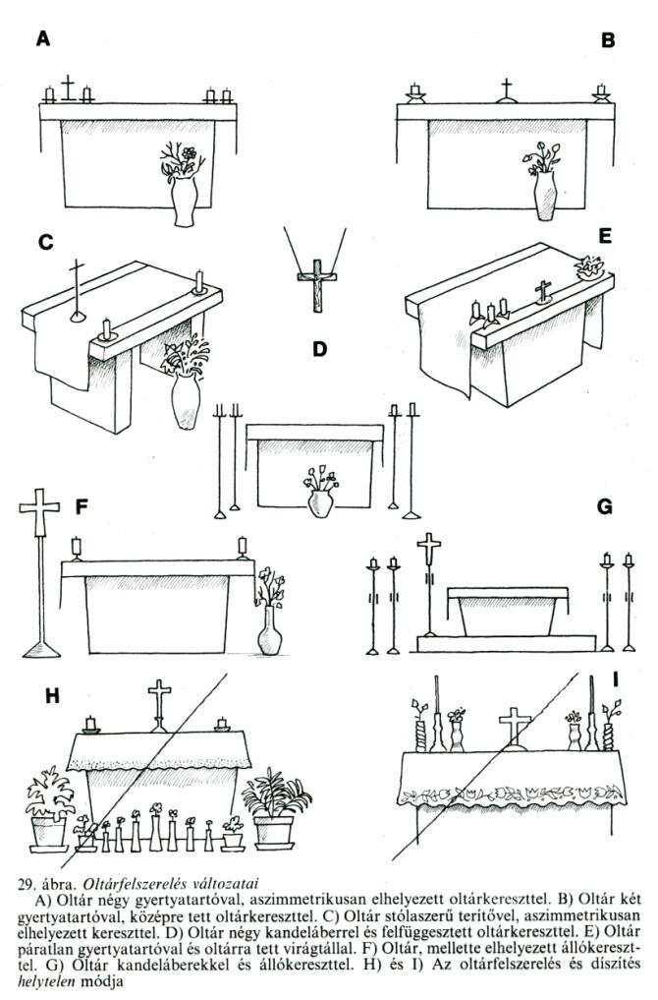 A
B
C
E
D
F
G
H
I
29. ábra. Oltárfelszerelés változatai
A) Oltár négy gyertyatartóval, aszimmetrikusan elhelyezett oltárkereszttel. B) Oltár két
gyertyatartóval, középre tett oltárkereszttel. C) Oltár stólaszerű terítővel, aszimmetrikusan
elhelyezett kereszttel. D) Oltár négy kandeláberrel és felfüggesztett oltárkereszttel. E) Oltár
páratlan gyertyatartóval és oltárra tett virágtállal. F) Oltár, mellette elhelyezett állókereszt-
tel. G) Oltár kandeláberekkel és állókereszttel. H) és I) Az oltárfelszerelés és díszítés
helytelen módja